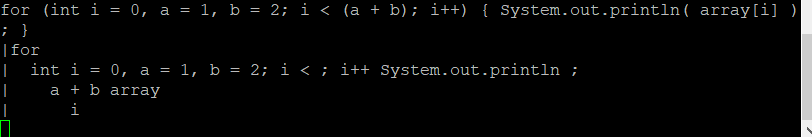 for (int i = 0, a = 1, b = 2; i < (a + b); i++) { System.out.println( array[i] )
; }
|for
|  int i = 0, a = 1, b = 2; i < ; i++ System.out.println ;
|    a + b array
|      i